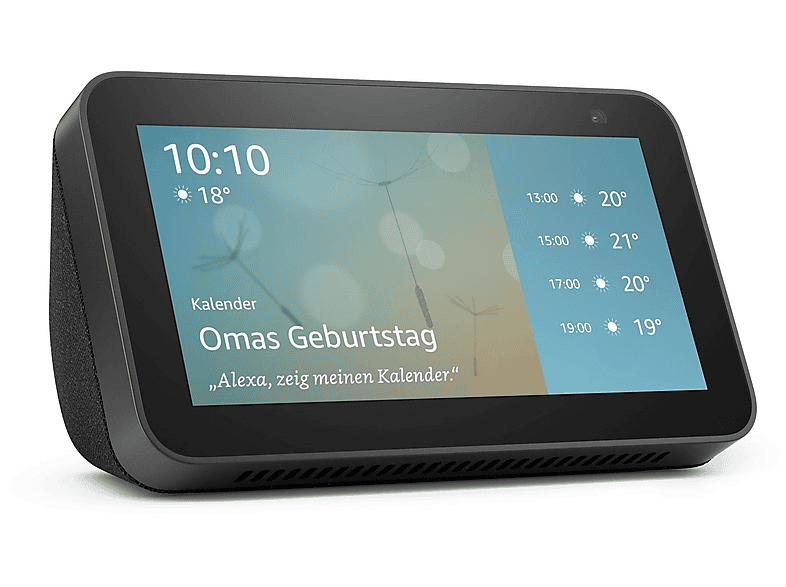 10:10
18°
Kalender
Omas Geburtstag
„Alexa, zeig meinen Kalender.“
13:00 20°
15:00 21°
17:00 20°
19:00 19°